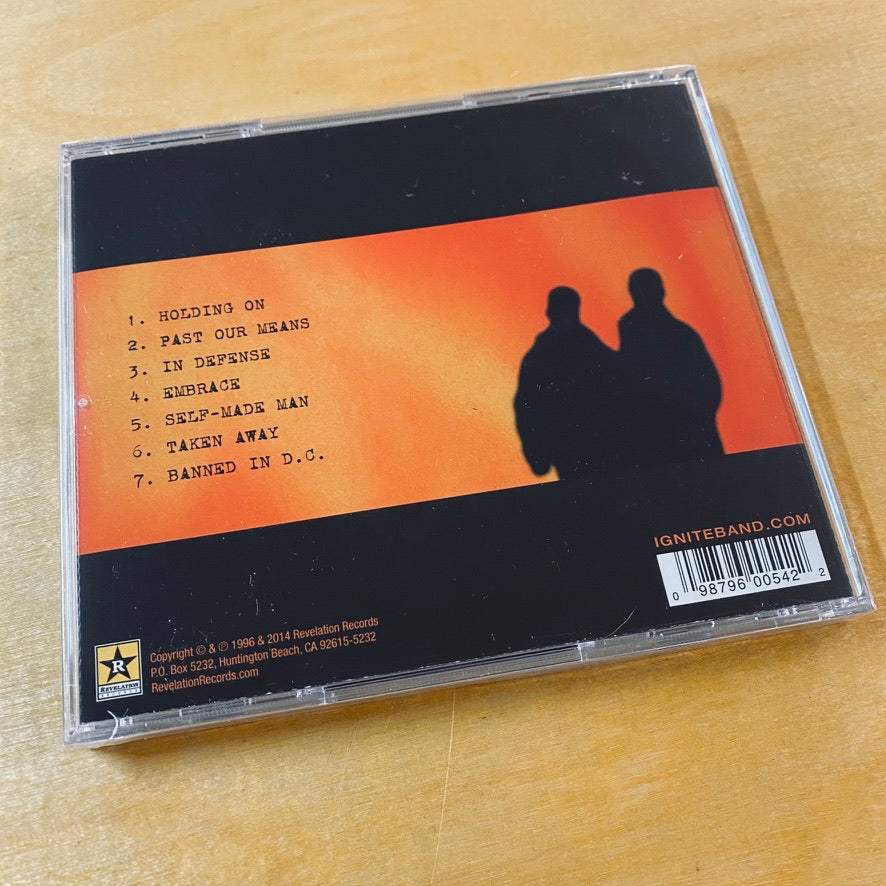 1. HOLDING ON
2. PAST OUR MEANS
3. IN DEFENSE
4. EMBRACE
5. SELF-MADE MAN
6. TAKEN AWAY
7. BANNED IN D.C.
IGNITEBAND.COM
0 98796 00542 2
R
REVELATION
RECORDS
Copyright © & ℗ 1996 & 2014 Revelation Records
P.O. Box 5232, Huntington Beach, CA 92615-5232
RevelationRecords.com